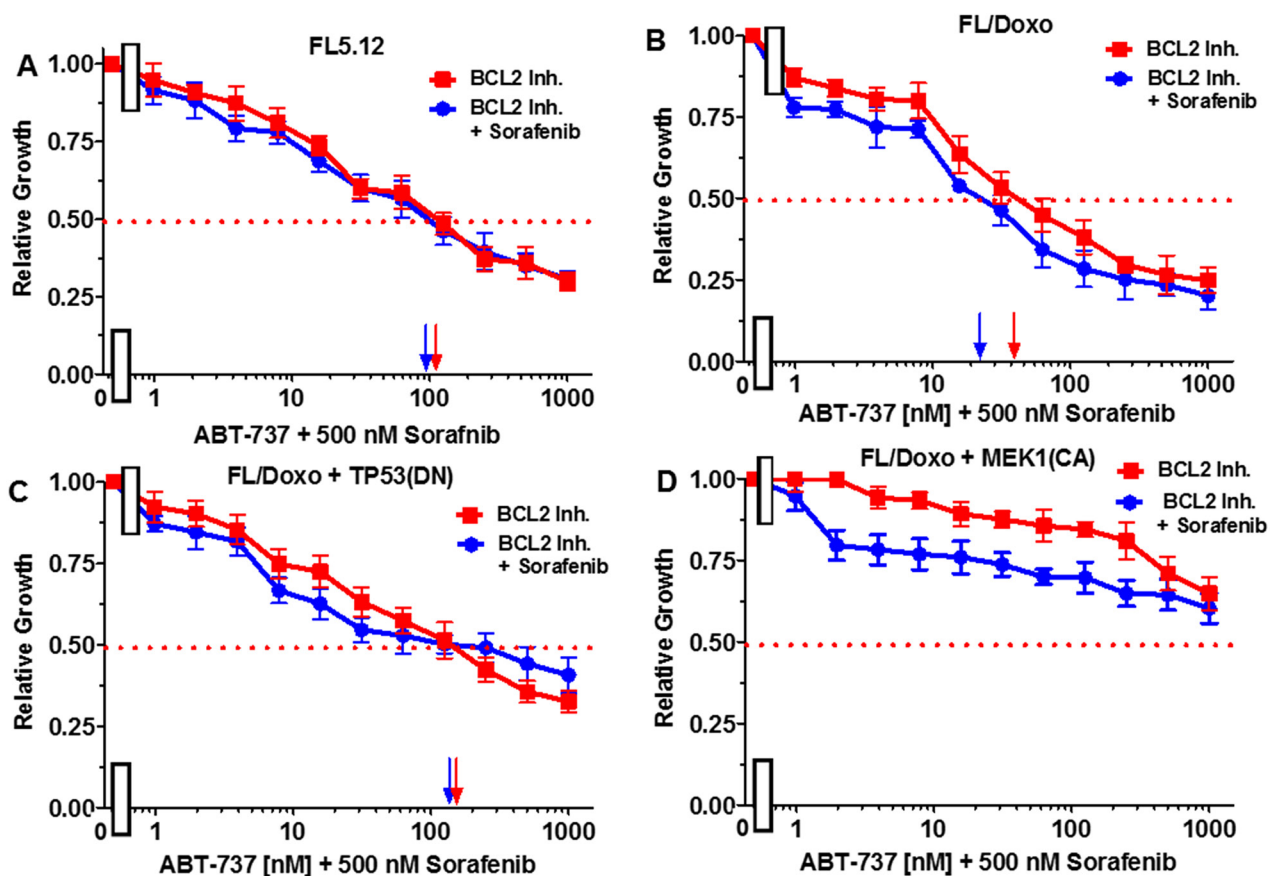 A
FL5.12
BCL2 Inh.
BCL2 Inh.
+ Sorafenib
Relative Growth
1.00
0.75
0.50
0.25
0.00
0 1 10 100 1000
ABT-737 + 500 nM Sorafnib
B
FL/Doxo
BCL2 Inh.
BCL2 Inh.
+ Sorafenib
Relative Growth
1.00
0.75
0.50
0.25
0.00
0 1 10 100 1000
ABT-737 [nM] + 500 nM Sorafenib
C
FL/Doxo + TP53(DN)
BCL2 Inh.
BCL2 Inh.
+ Sorafenib
Relative Growth
1.00
0.75
0.50
0.25
0.00
0 1 10 100 1000
ABT-737 [nM] + 500 nM Sorafenib
D
FL/Doxo + MEK1(CA)
BCL2 Inh.
BCL2 Inh.
+ Sorafenib
Relative Growth
1.00
0.75
0.50
0.25
0.00
0 1 10 100 1000
ABT-737 [nM] + 500 nM Sorafenib